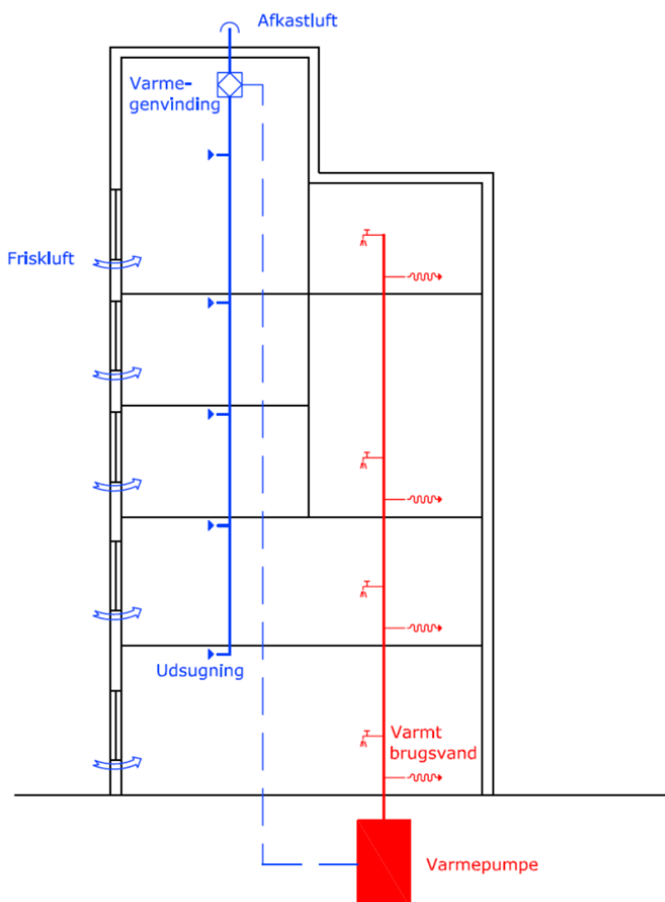 Afkastluft
Varme-
genvinding
Friskluft
Udsugning
Varmt
brugsvand
Varmepumpe